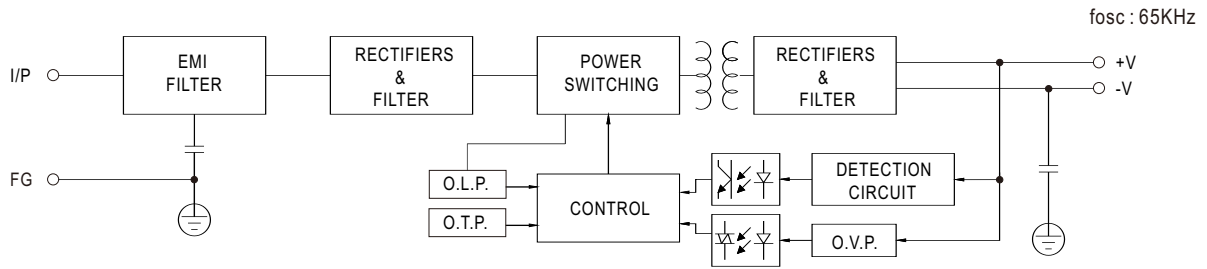 fosc : 65KHz
I/P
EMI
FILTER
RECTIFIERS
&
FILTER
POWER
SWITCHING
RECTIFIERS
&
FILTER
+V
-V
FG
O.L.P.
O.T.P.
CONTROL
DETECTION
CIRCUIT
O.V.P.